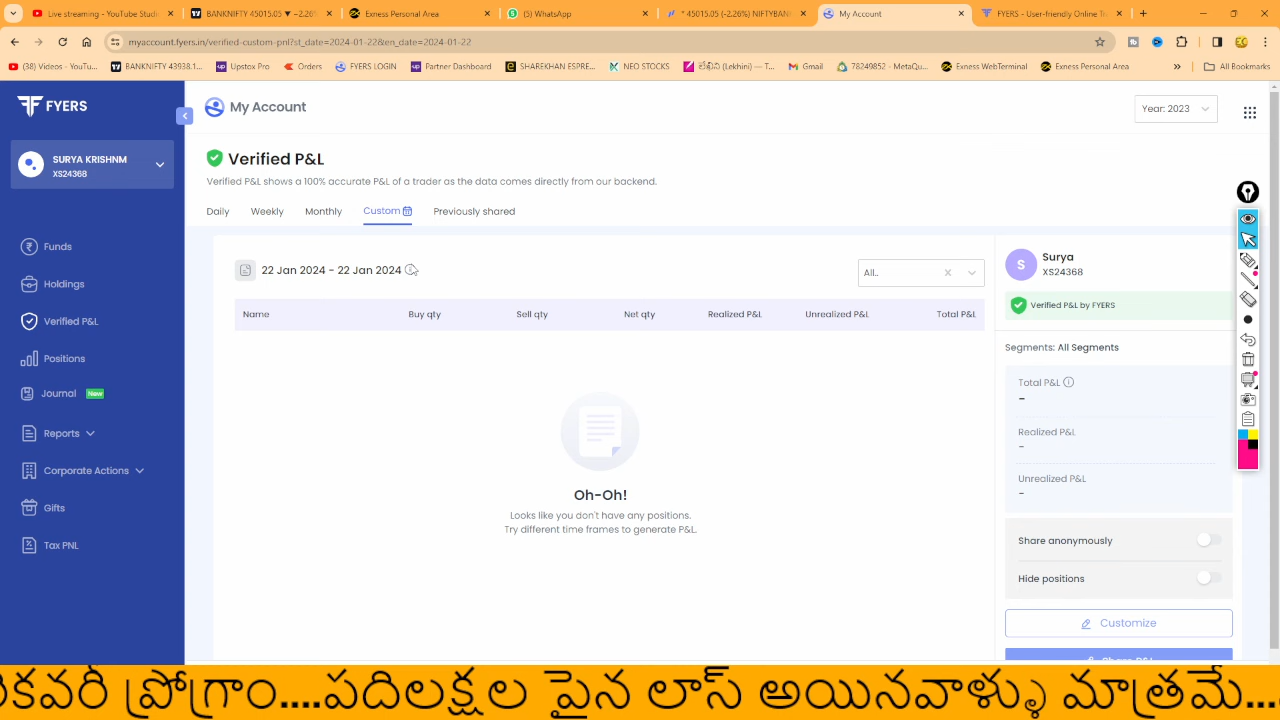 Live streaming - YouTube Studi
BANKNIFTY 45015.05 ▼ −2.26%
Exness Personal Area
(5) WhatsApp
* 45015.05 (-2.26%) NIFTYBANK
My Account
FYERS - User-friendly Online Tr
myaccount.fyers.in/verified-custom-pnl?st_date=2024-01-22&en_date=2024-01-22
(38) Videos - YouTu...
BANKNIFTY 43938.1...
Upstox Pro
Orders
FYERS LOGIN
Partner Dashboard
SHAREKHAN ESPRE...
NEO STOCKS
(Lekhini) — T...
Gmail
78249852 - MetaQu...
Exness WebTerminal
Exness Personal Area
All Bookmarks
FYERS
My Account
Year: 2023
SURYA KRISHNM
XS24368
Verified P&L
Verified P&L shows a 100% accurate P&L of a trader as the data comes directly from our backend.
Daily Weekly Monthly Custom Previously shared
Funds
Holdings
Verified P&L
Positions
Journal New
Reports
Corporate Actions
Gifts
Tax PNL
22 Jan 2024 - 22 Jan 2024
All..
Name Buy qty Sell qty Net qty Realized P&L Unrealized P&L Total P&L
Oh-Oh!
Looks like you don't have any positions.
Try different time frames to generate P&L.
S
Surya
XS24368
Verified P&L by FYERS
Segments: All Segments
Total P&L
-
Realized P&L
-
Unrealized P&L
-
Share anonymously
Hide positions
Customize
Share P&L
కవరీ ప్రోగ్రాం....పదిలక్షల పైన లాస్ అయినవాళ్ళు మాత్రమే...